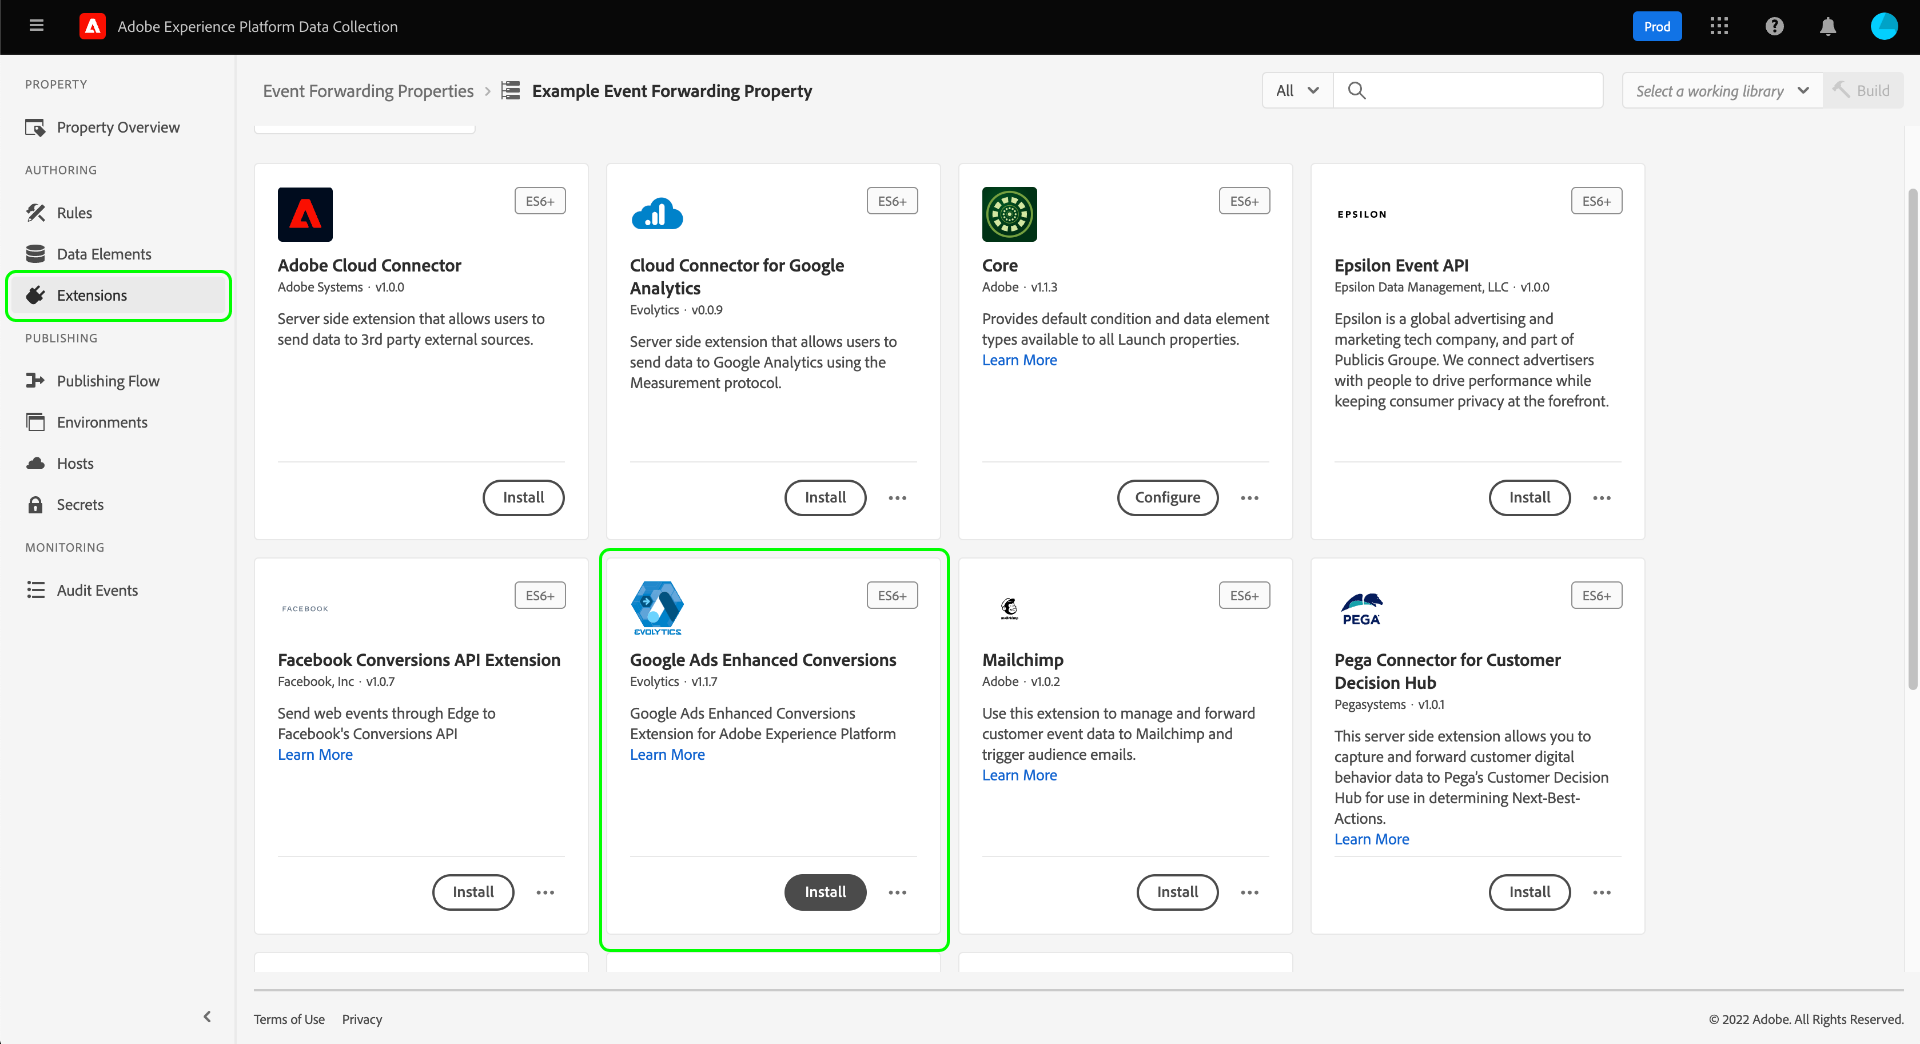 Adobe Experience Platform Data Collection
Prod
PROPERTY
Property Overview
AUTHORING
Rules
Data Elements
Extensions
PUBLISHING
Publishing Flow
Environments
Hosts
Secrets
MONITORING
Audit Events
Event Forwarding Properties
Example Event Forwarding Property
All
Select a working library
Build
ES6+
Adobe Cloud Connector
Adobe Systems · v1.0.0
Server side extension that allows users to
send data to 3rd party external sources.
Install
ES6+
Cloud Connector for Google
Analytics
Evolytics · v0.0.9
Server side extension that allows users to
send data to Google Analytics using the
Measurement protocol.
Install
ES6+
Core
Adobe · v1.1.3
Provides default condition and data element
types available to all Launch properties.
Learn More
Configure
EPSILON
ES6+
Epsilon Event API
Epsilon Data Management, LLC · v1.0.0
Epsilon is a global advertising and
marketing tech company, and part of
Publicis Groupe. We connect advertisers
with people to drive performance while
keeping consumer privacy at the forefront.
Install
FACEBOOK
ES6+
Facebook Conversions API Extension
Facebook, Inc · v1.0.7
Send web events through Edge to
Facebook's Conversions API
Learn More
Install
EVOLYTICS
ES6+
Google Ads Enhanced Conversions
Evolytics · v1.1.7
Google Ads Enhanced Conversions
Extension for Adobe Experience Platform
Learn More
Install
ES6+
Mailchimp
Adobe · v1.0.2
Use this extension to manage and forward
customer event data to Mailchimp and
trigger audience emails.
Learn More
Install
PEGA
ES6+
Pega Connector for Customer
Decision Hub
Pegasystems · v1.0.1
This server side extension allows you to
capture and forward customer digital
behavior data to Pega's Customer Decision
Hub for use in determining Next-Best-
Actions.
Learn More
Install
Terms of Use
Privacy
© 2022 Adobe. All Rights Reserved.